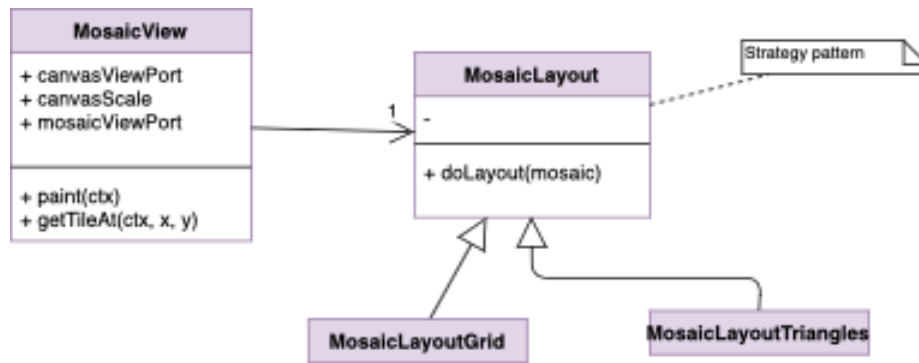 MosaicView
+ canvasViewPort
+ canvasScale
+ mosaicViewPort
+ paint(ctx)
+ getTileAt(ctx, x, y)
1
MosaicLayout
-
+ doLayout(mosaic)
Strategy pattern
MosaicLayoutGrid
MosaicLayoutTriangles